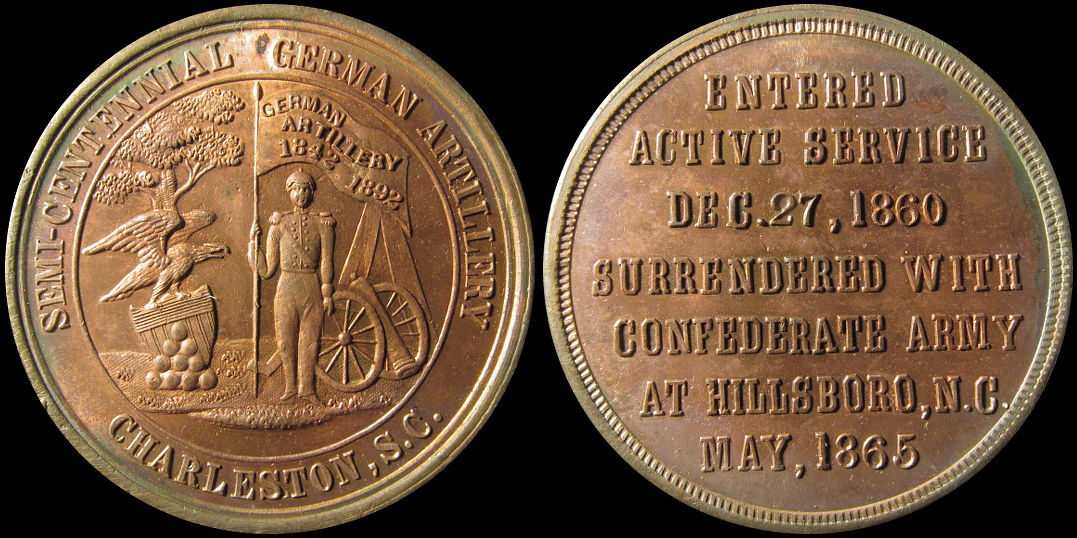 SEMI-CENTENNIAL GERMAN ARTILLERY
GERMAN
ARTILLERY
1842
1892
CHARLESTON, S.C.
ENTERED
ACTIVE SERVICE
DEC.27, 1860
SURRENDERED WITH
CONFEDERATE ARMY
AT HILLSBORO, N.C.
MAY, 1865